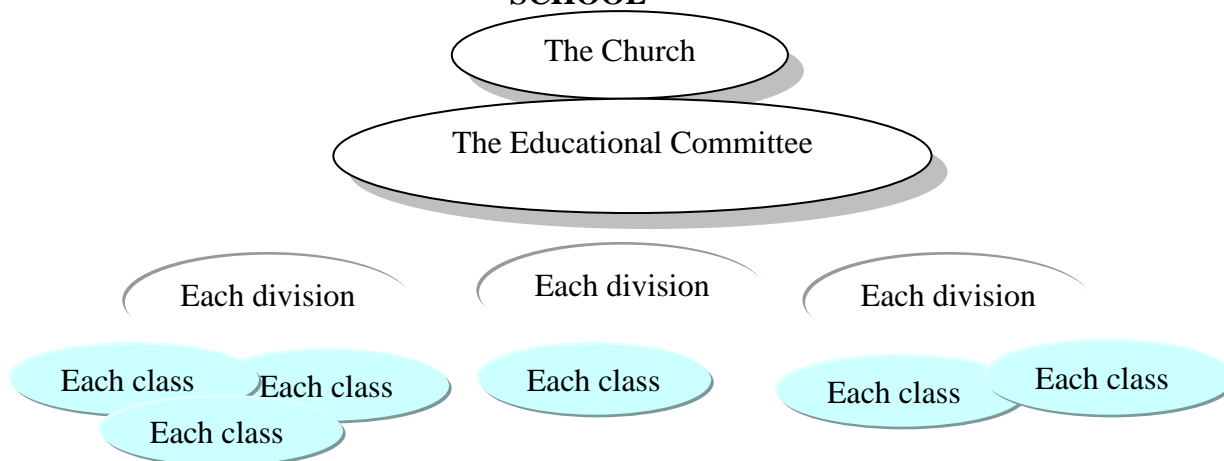 SCHOOL
The Church
The Educational Committee
Each division
Each division
Each division
Each class
Each class
Each class
Each class
Each class
Each class